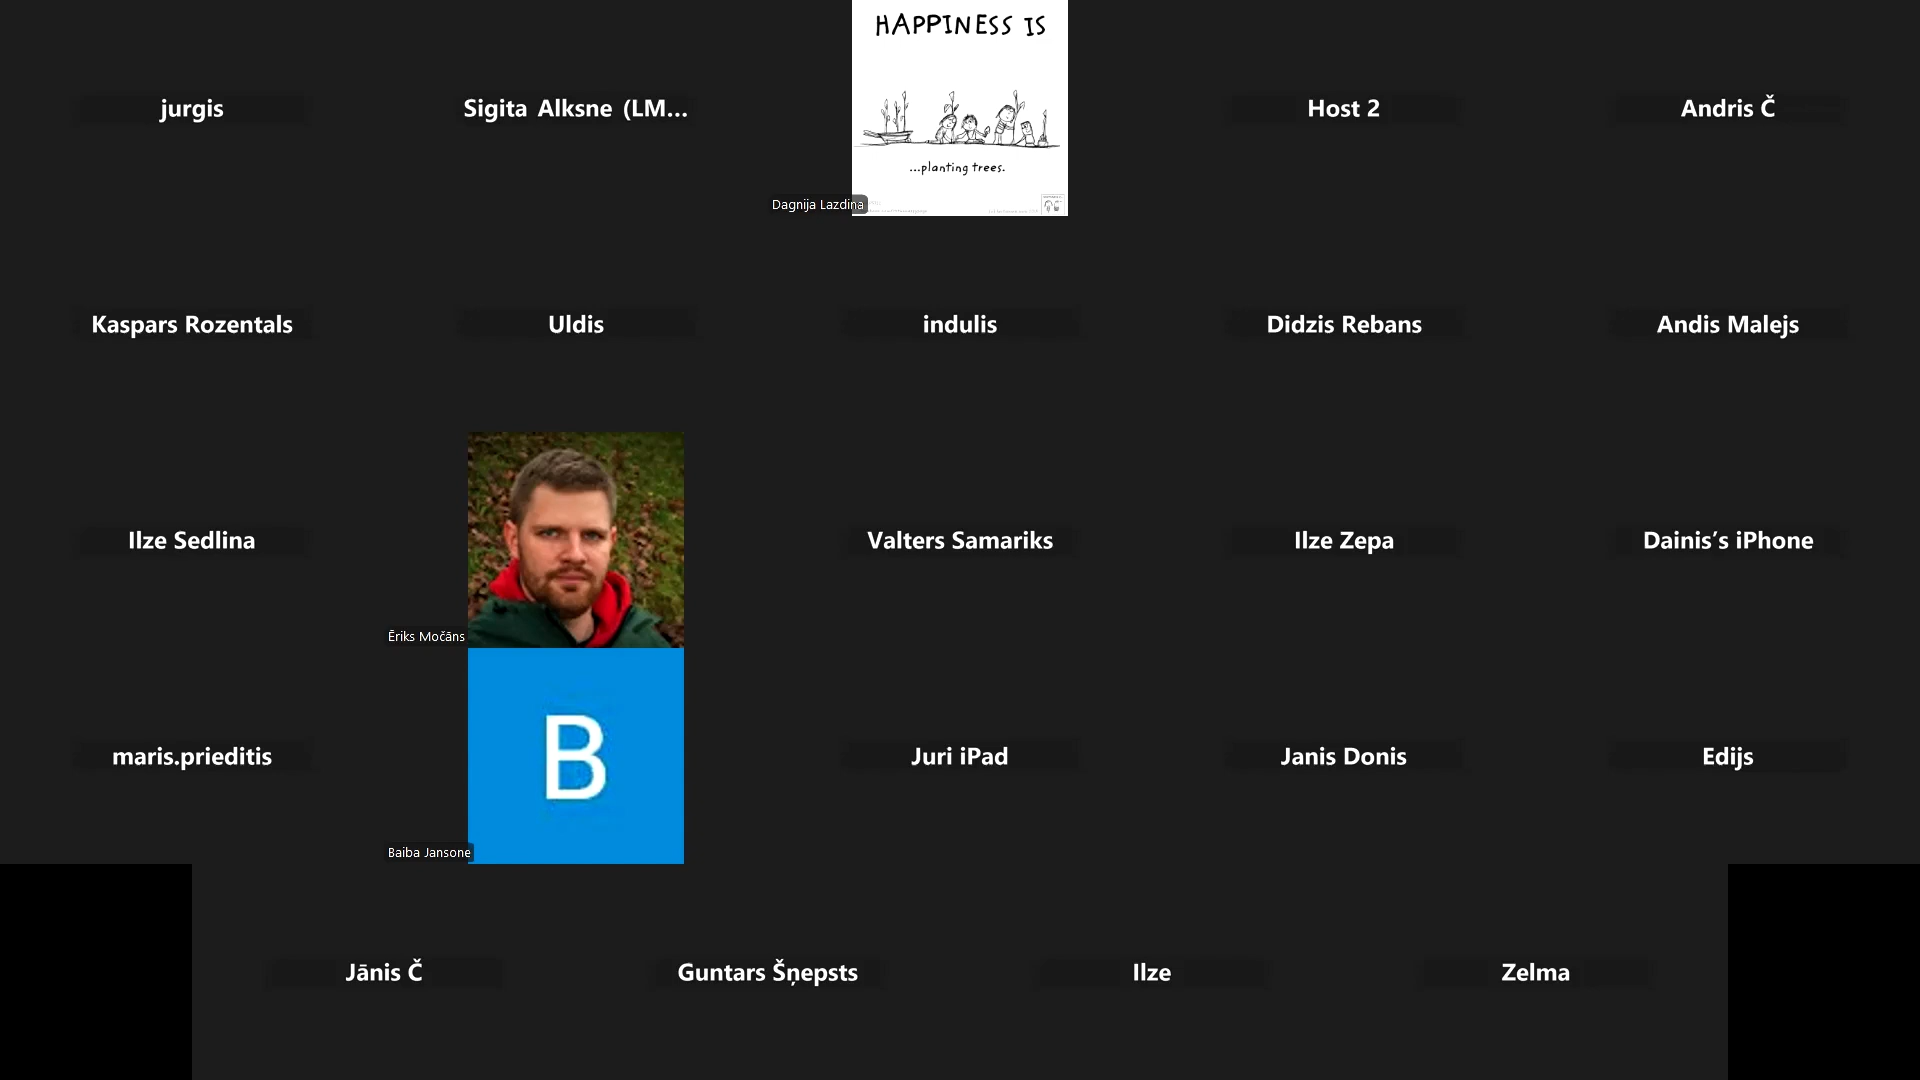 HAPPINESS IS
...planting trees.
jurgis
Sigita Alksne (LM...
Dagnija Lazdiņa
Host 2
Andris Č
Kaspars Rozentals
Uldis
indulis
Didzis Rebans
Andis Malejs
Ilze Sedlina
Ēriks Močāns
Valters Samariks
Ilze Zepa
Dainis’s iPhone
maris.prieditis
B
Baiba Jansone
Juri iPad
Janis Donis
Edijs
Jānis Č
Guntars Šņepsts
Ilze
Zelma